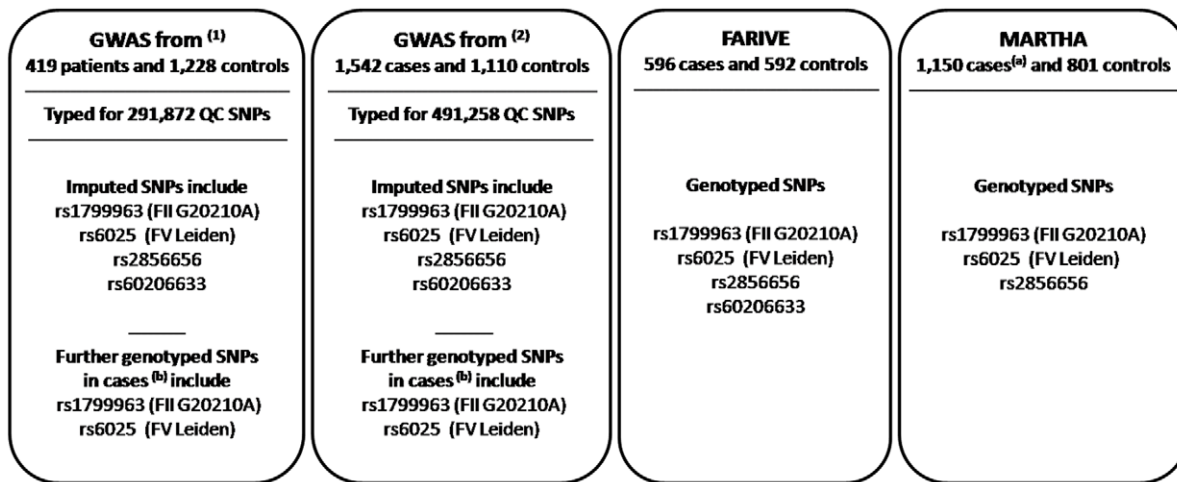 GWAS from (1)
419 patients and 1,228 controls
Typed for 291,872 QC SNPs
Imputed SNPs include
rs1799963 (FII G20210A)
rs6025 (FV Leiden)
rs2856656
rs60206633
Further genotyped SNPs
in cases (b) include
rs1799963 (FII G20210A)
rs6025 (FV Leiden)
GWAS from (2)
1,542 cases and 1,110 controls
Typed for 491,258 QC SNPs
Imputed SNPs include
rs1799963 (FII G20210A)
rs6025 (FV Leiden)
rs2856656
rs60206633
Further genotyped SNPs
in cases (b) include
rs1799963 (FII G20210A)
rs6025 (FV Leiden)
FARIVE
596 cases and 592 controls
Genotyped SNPs
rs1799963 (FII G20210A)
rs6025 (FV Leiden)
rs2856656
rs60206633
MARTHA
1,150 cases(a) and 801 controls
Genotyped SNPs
rs1799963 (FII G20210A)
rs6025 (FV Leiden)
rs2856656